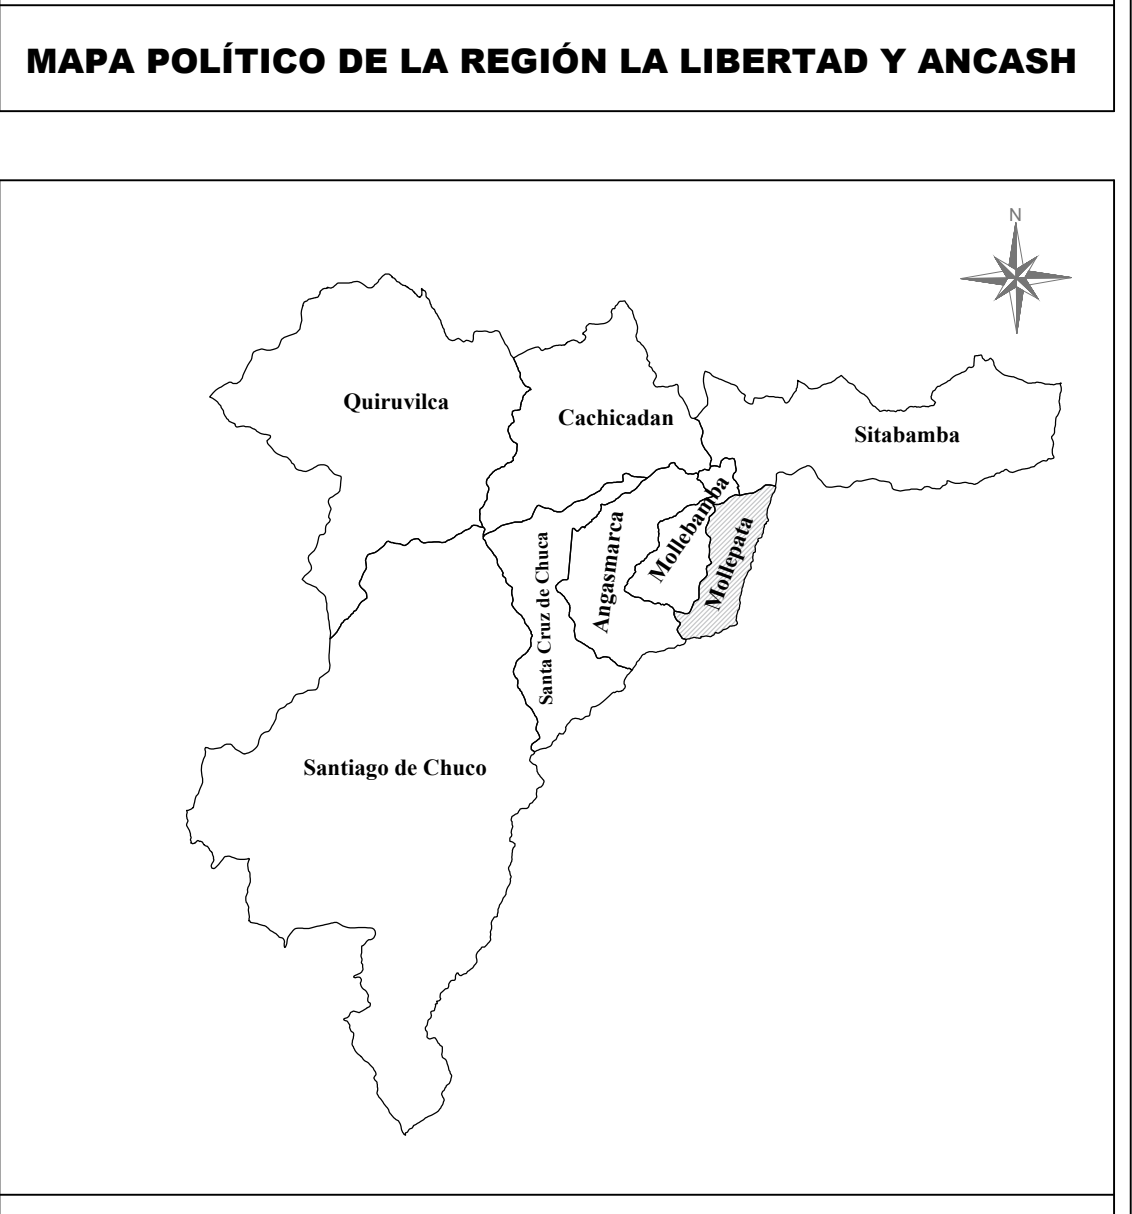 MAPA POLÍTICO DE LA REGIÓN LA LIBERTAD Y ANCASH
N
Quiruvilca
Cachicadan
Sitabamba
Mollebamba
Mollepata
Angasmarca
Santa Cruz de Chuca
Santiago de Chuco